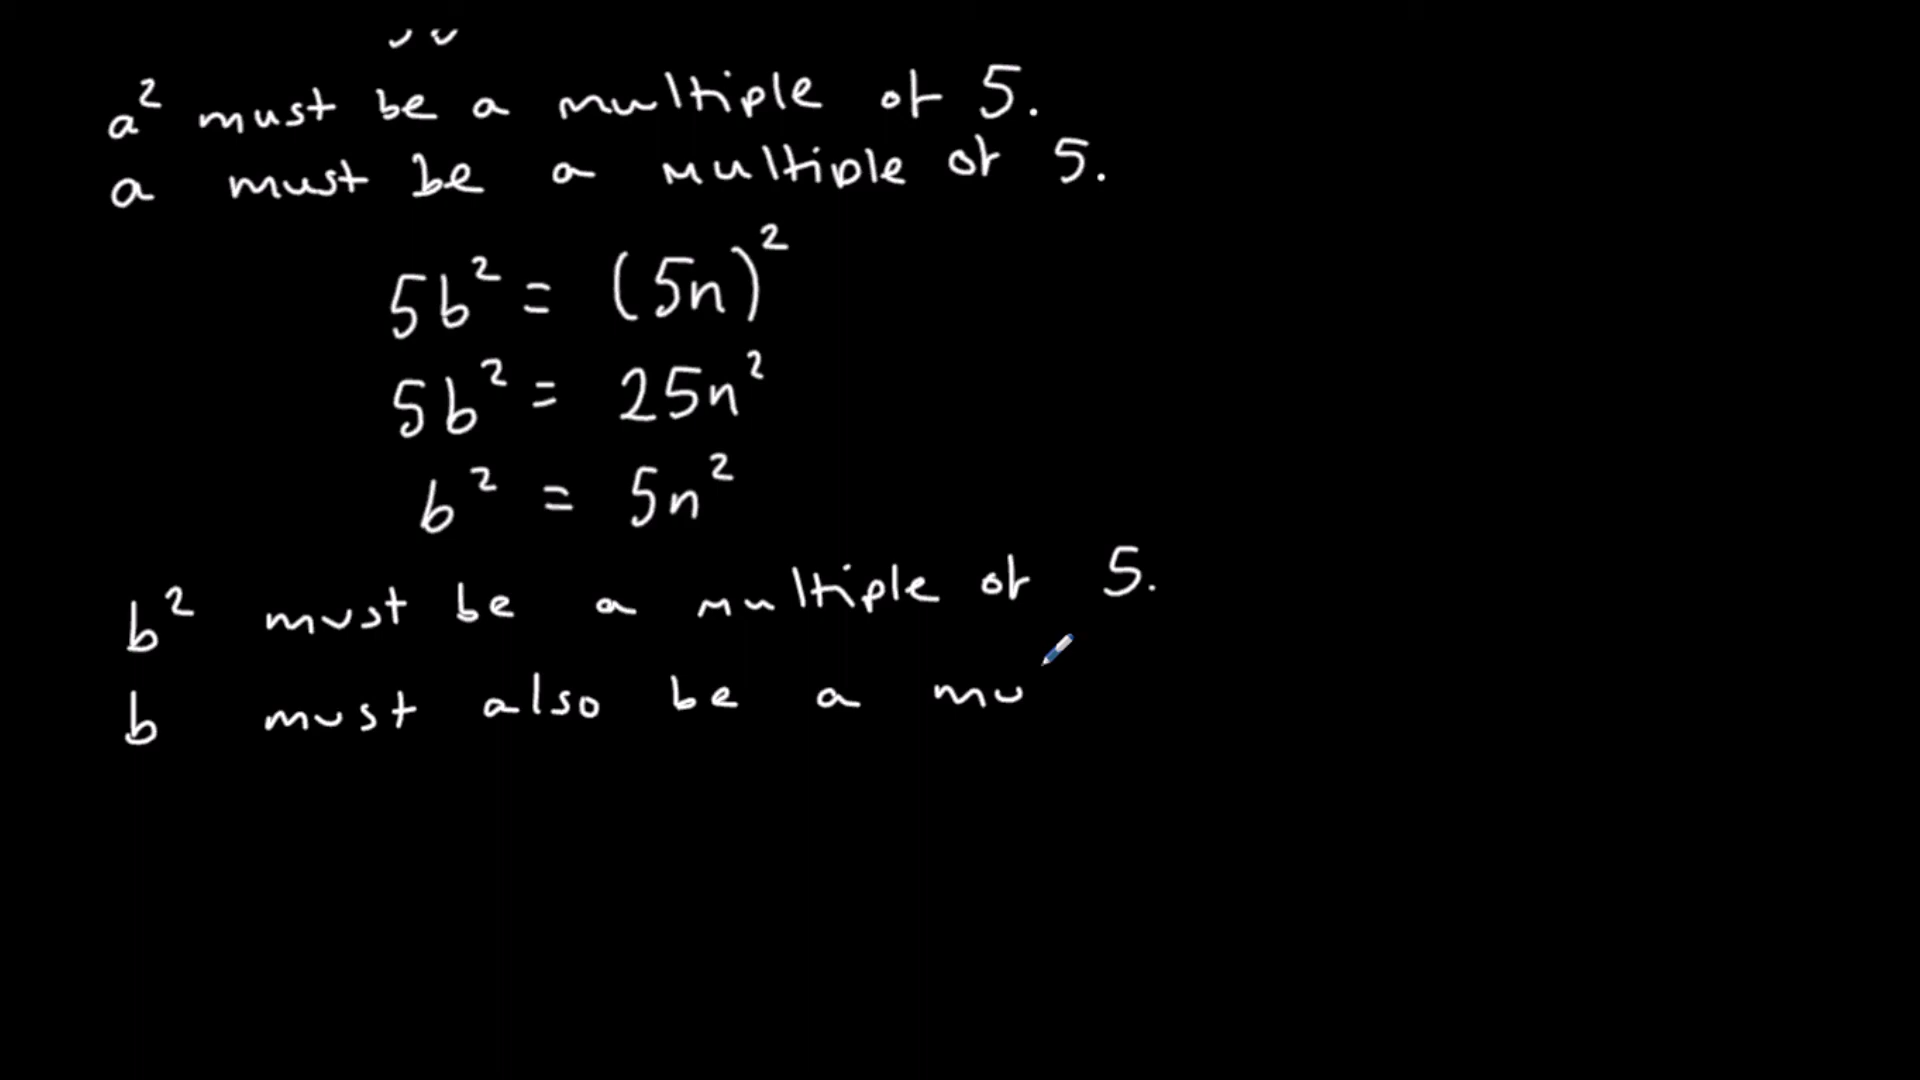 a² must be a multiple of 5.
a must be a multiple of 5.
5b² = (5n)²
5b² = 25n²
b² = 5n²
b² must be a multiple of 5.
b must also be a mu